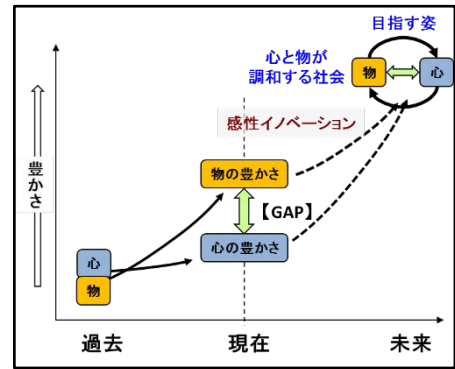 目指す姿
心と物が
調和する社会
物
心
感性イノベーション
豊かさ
物の豊かさ
【GAP】
心の豊かさ
心
物
過去
現在
未来